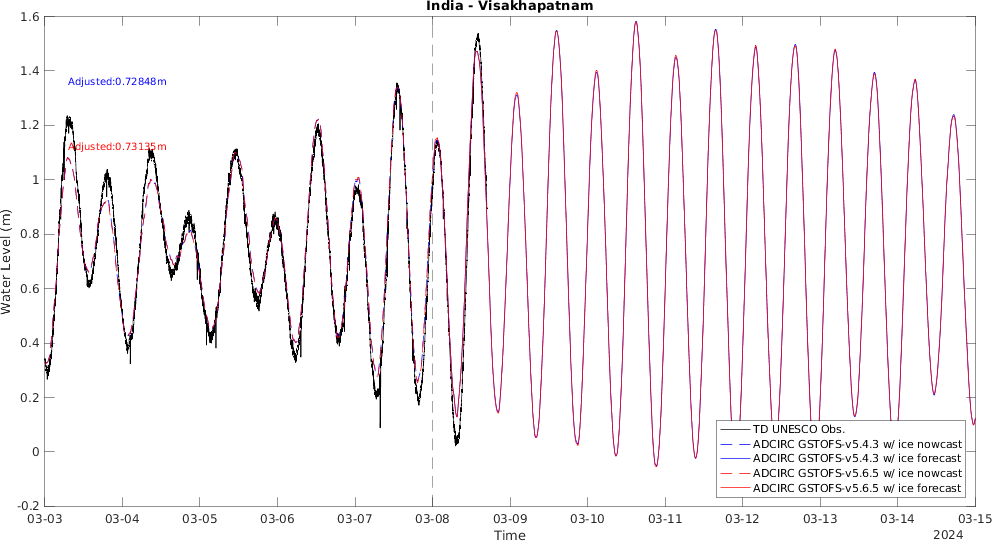 India - Visakhapatnam
1.6
1.4
1.2
1
0.8
0.6
0.4
0.2
0
-0.2
Water Level (m)
Adjusted:0.72848m
Adjusted:0.73135m
TD UNESCO Obs.
ADCIRC GSTOFS-v5.4.3 w/ ice nowcast
ADCIRC GSTOFS-v5.4.3 w/ ice forecast
ADCIRC GSTOFS-v5.6.5 w/ ice nowcast
ADCIRC GSTOFS-v5.6.5 w/ ice forecast
03-03 03-04 03-05 03-06 03-07 03-08 03-09 03-10 03-11 03-12 03-13 03-14 03-15
Time
2024